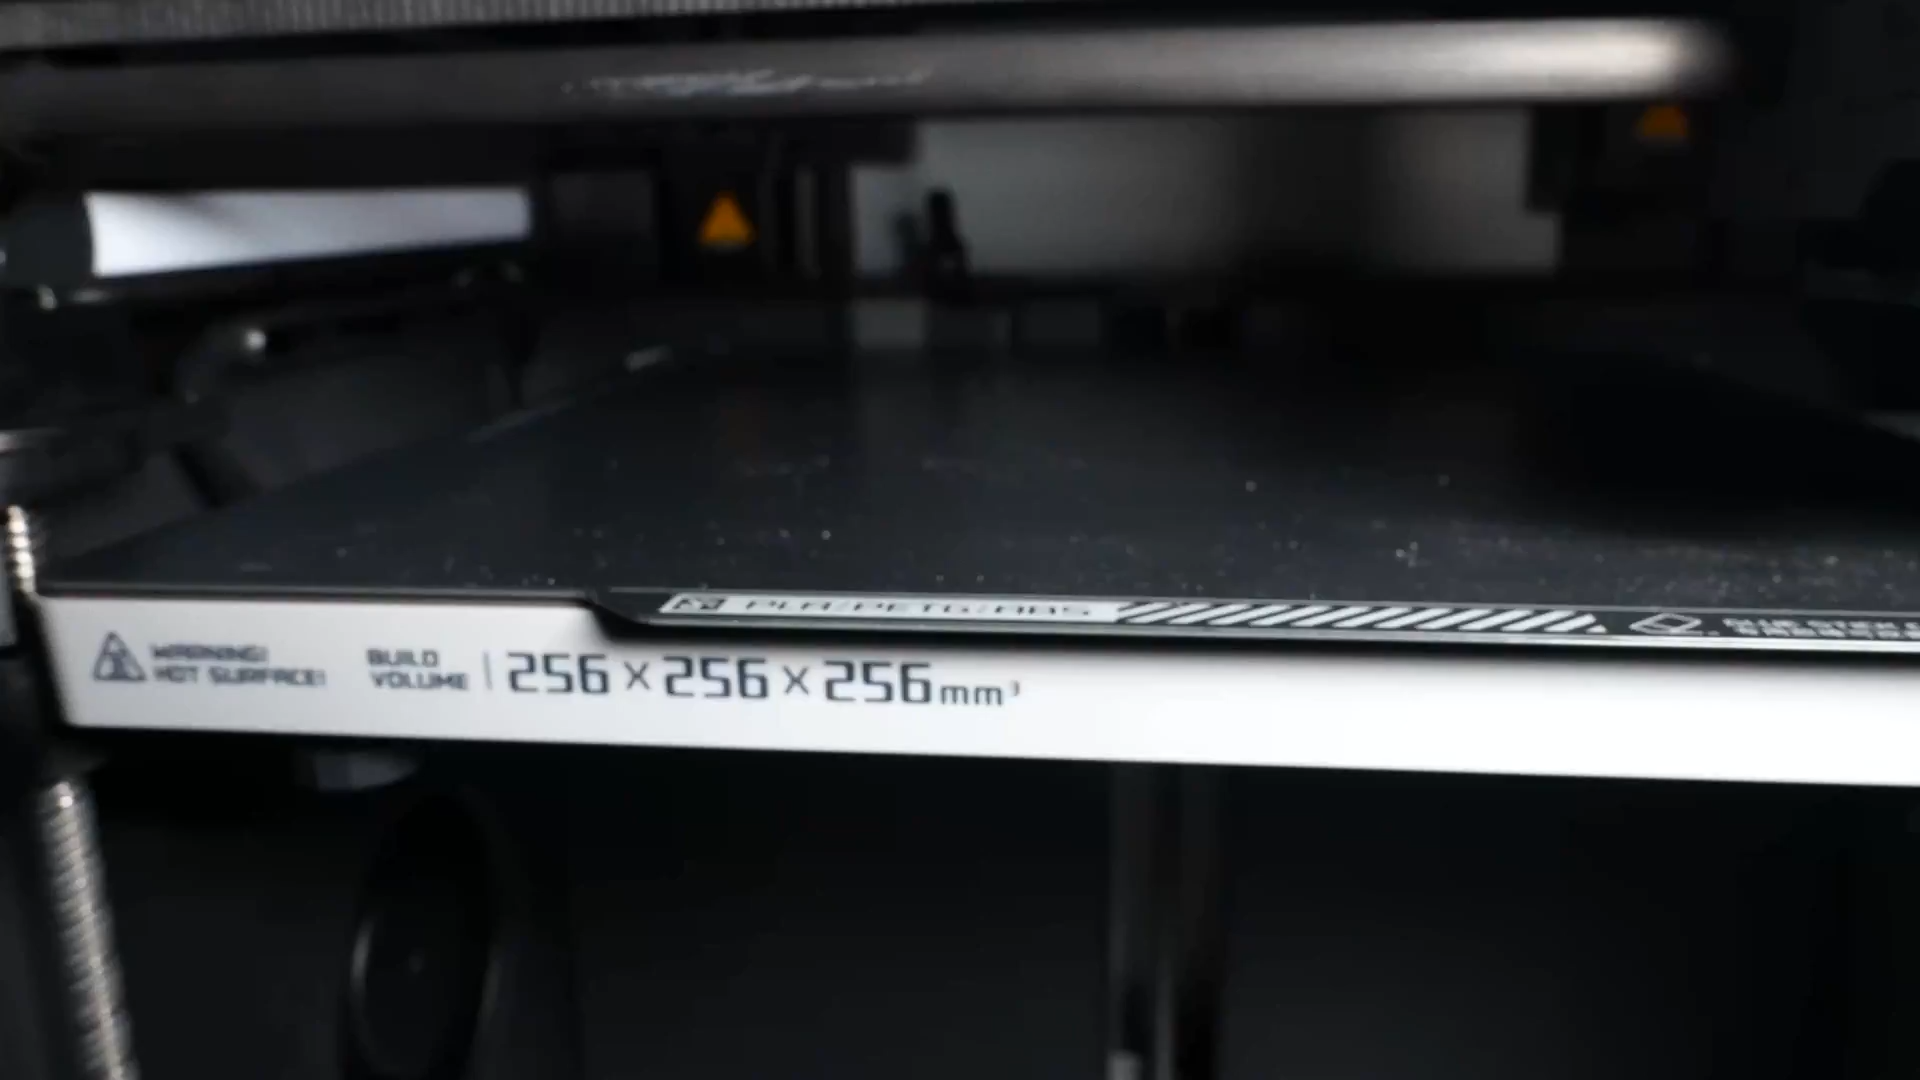 PLA/PETG/ABS
WARNING!
HOT SURFACE!
BUILD
VOLUME
256×256×256mm³